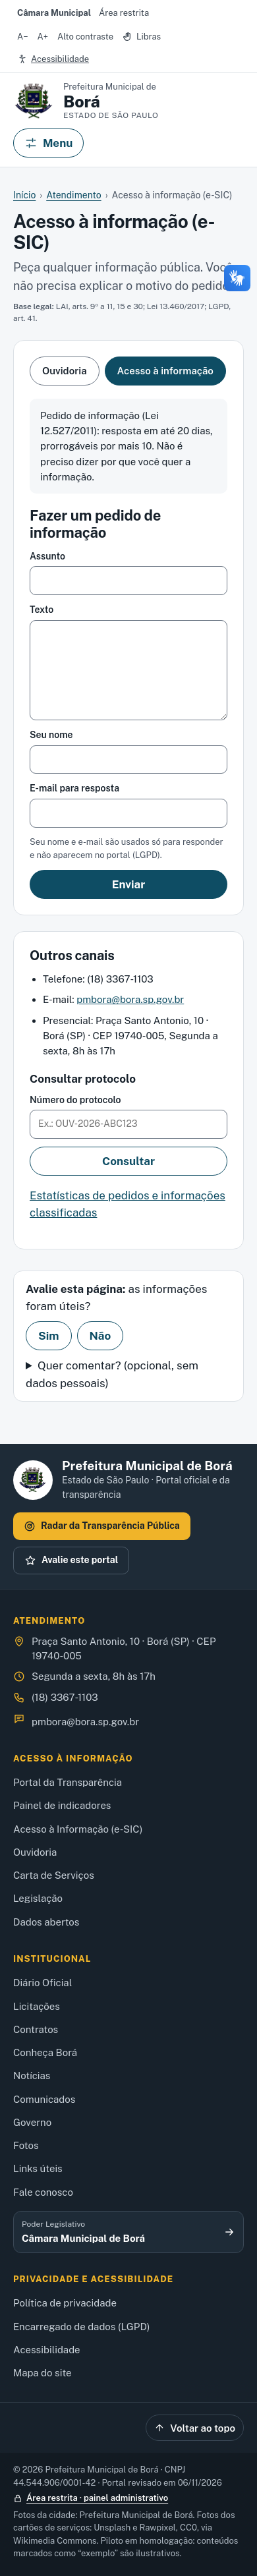 Câmara Municipal Área restrita
A− A+ Alto contraste Libras
Acessibilidade
Prefeitura Municipal de
Borá
ESTADO DE SÃO PAULO
Menu
Início › Atendimento › Acesso à informação (e-SIC)
Acesso à informação (e-
SIC)
Peça qualquer informação pública. Você
não precisa explicar o motivo do pedido.
Base legal: LAI, arts. 9º a 11, 15 e 30; Lei 13.460/2017; LGPD,
art. 41.
Ouvidoria Acesso à informação
Pedido de informação (Lei
12.527/2011): resposta em até 20 dias,
prorrogáveis por mais 10. Não é
preciso dizer por que você quer a
informação.
Fazer um pedido de
informação
Assunto
Texto
Seu nome
E-mail para resposta
Seu nome e e-mail são usados só para responder
e não aparecem no portal (LGPD).
Enviar
Outros canais
• Telefone: (18) 3367-1103
• E-mail: pmbora@bora.sp.gov.br
• Presencial: Praça Santo Antonio, 10 ·
Borá (SP) · CEP 19740-005, Segunda a
sexta, 8h às 17h
Consultar protocolo
Número do protocolo
Ex.: OUV-2026-ABC123
Consultar
Estatísticas de pedidos e informações
classificadas
Avalie esta página: as informações
foram úteis?
Sim Não
Quer comentar? (opcional, sem
dados pessoais)
Prefeitura Municipal de Borá
Estado de São Paulo · Portal oficial e da
transparência
Radar da Transparência Pública
Avalie este portal
ATENDIMENTO
Praça Santo Antonio, 10 · Borá (SP) · CEP
19740-005
Segunda a sexta, 8h às 17h
(18) 3367-1103
pmbora@bora.sp.gov.br
ACESSO À INFORMAÇÃO
Portal da Transparência
Painel de indicadores
Acesso à Informação (e-SIC)
Ouvidoria
Carta de Serviços
Legislação
Dados abertos
INSTITUCIONAL
Diário Oficial
Licitações
Contratos
Conheça Borá
Notícias
Comunicados
Governo
Fotos
Links úteis
Fale conosco
Poder Legislativo
Câmara Municipal de Borá
PRIVACIDADE E ACESSIBILIDADE
Política de privacidade
Encarregado de dados (LGPD)
Acessibilidade
Mapa do site
Voltar ao topo
© 2026 Prefeitura Municipal de Borá · CNPJ
44.544.906/0001-42 · Portal revisado em 06/11/2026
Área restrita · painel administrativo
Fotos da cidade: Prefeitura Municipal de Borá. Fotos dos
cartões de serviços: Unsplash e Rawpixel, CC0, via
Wikimedia Commons. Piloto em homologação: conteúdos
marcados como “exemplo” são ilustrativos.